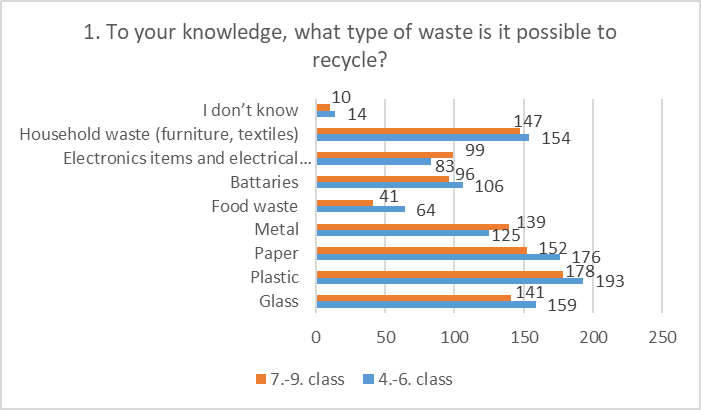 1. To your knowledge, what type of waste is it possible to
recycle?
I don’t know
10
14
Household waste (furniture, textiles)
147
154
Electronics items and electrical...
99
83
Battaries
96
106
Food waste
41
64
Metal
139
125
Paper
152
176
Plastic
178
193
Glass
141
159
0 50 100 150 200 250
7.-9. class 4.-6. class